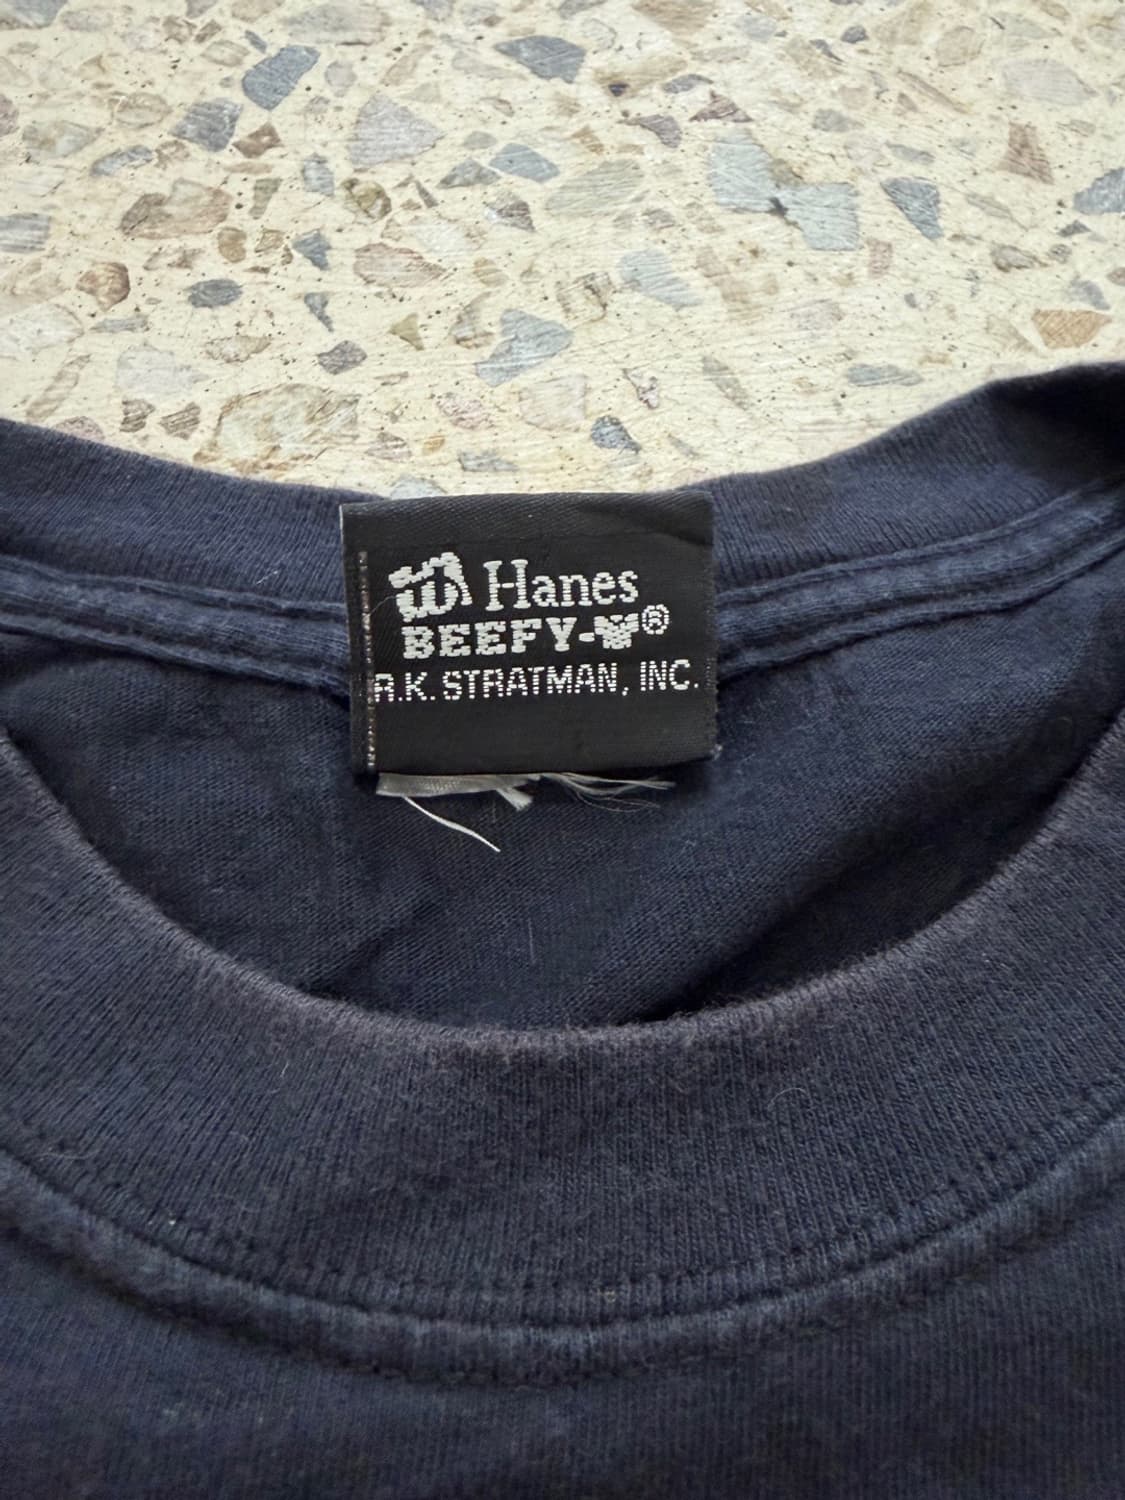 Hanes
BEEFY-®
R.K. STRATMAN, INC.